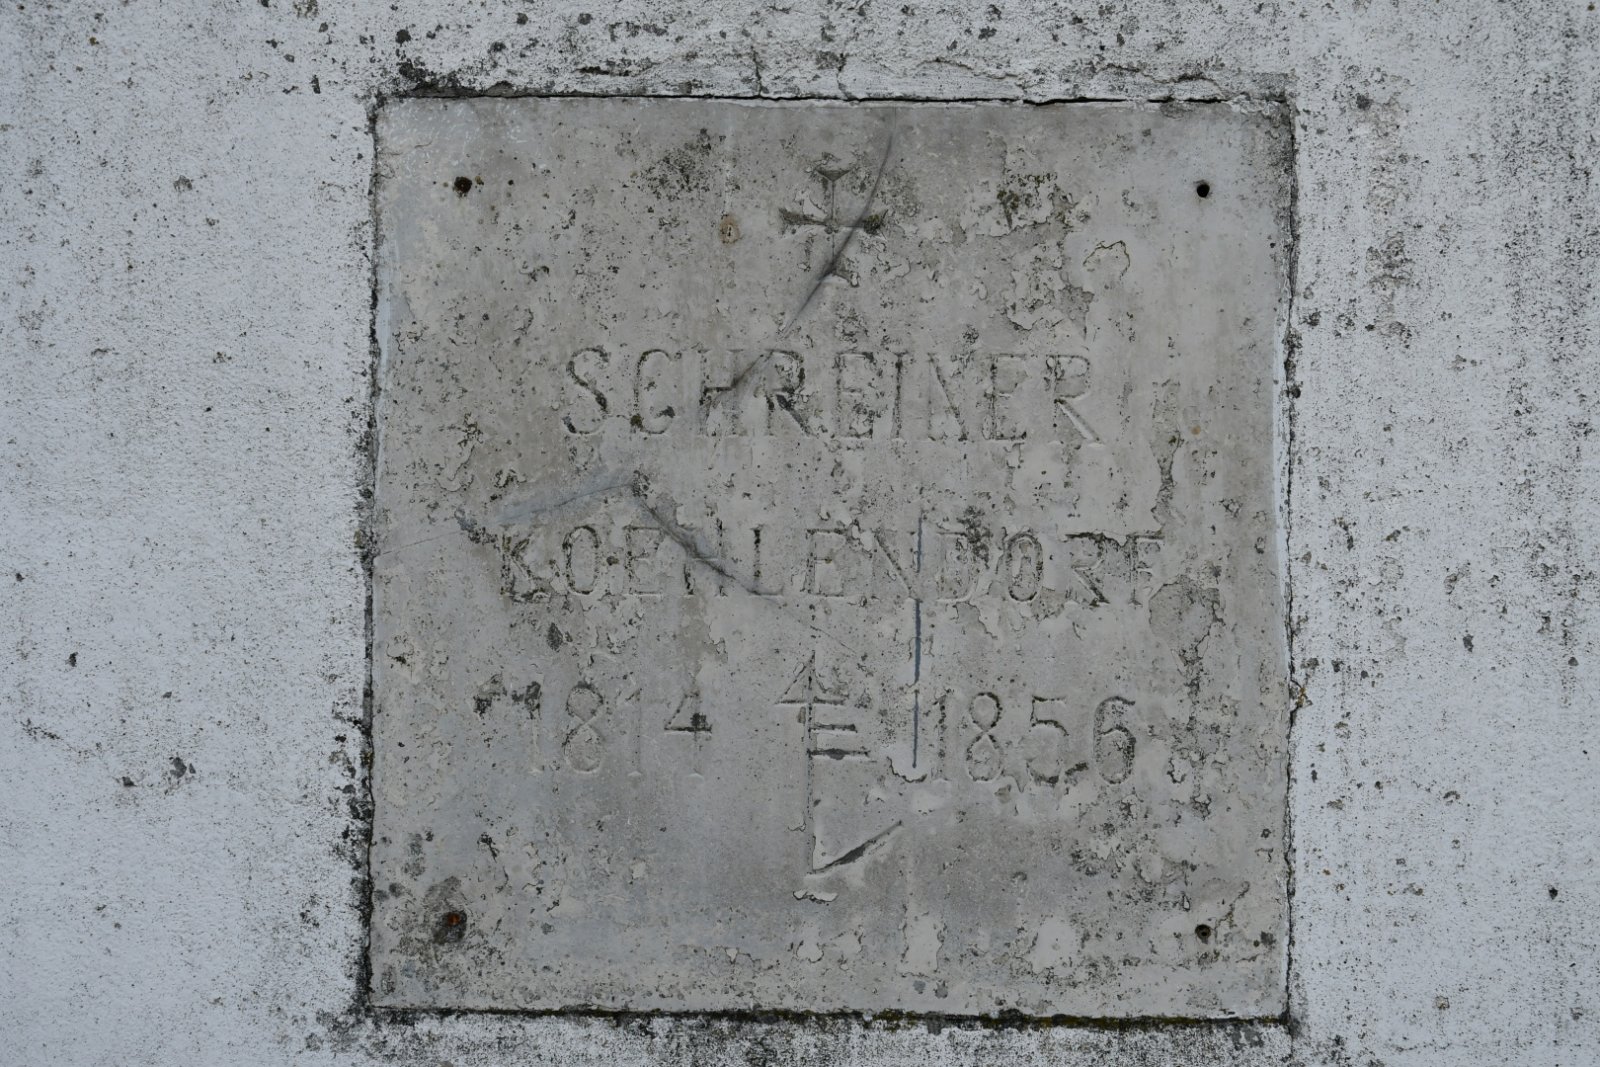 SCHREINER
KOEHLENDORF
1814 1856